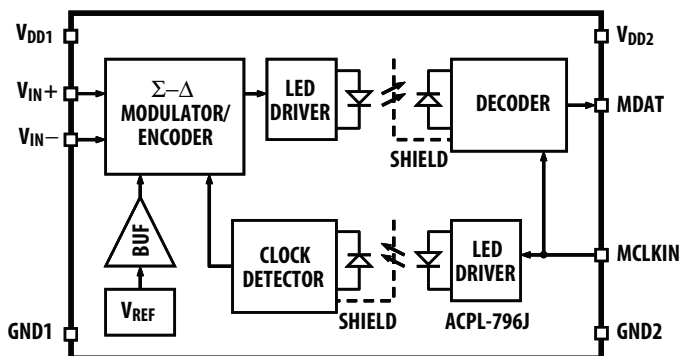 VDD1
VDD2
VIN+
VIN−
Σ−Δ
MODULATOR/
ENCODER
LED
DRIVER
SHIELD
DECODER
MDAT
BUF
VREF
CLOCK
DETECTOR
SHIELD
LED
DRIVER
MCLKIN
ACPL-796J
GND1
GND2